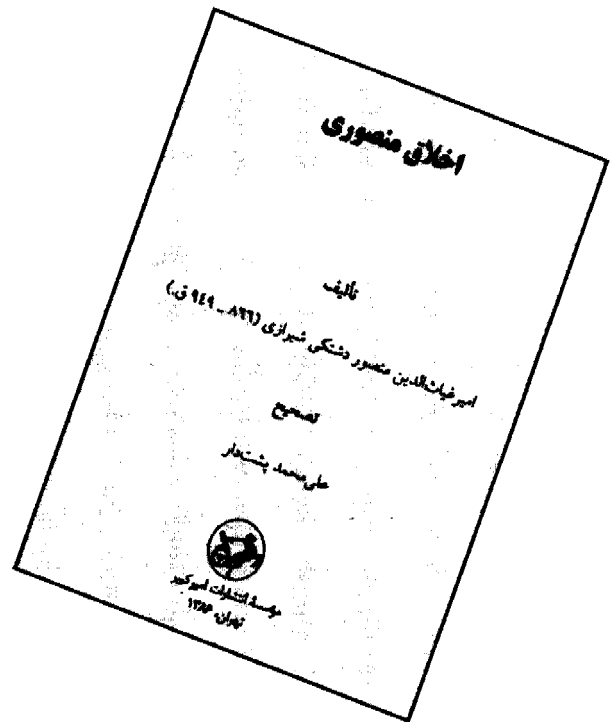 اخلاق منصوری
تألیف
امیر غیاث‌الدین منصور دشتکی شیرازی (۸۶۶ ـ ۹۴۹ ق.)
تصحیح
علی‌محمد پشت‌دار
مؤسسهٔ انتشارات امیرکبیر
تهران، ۱۳۸۶